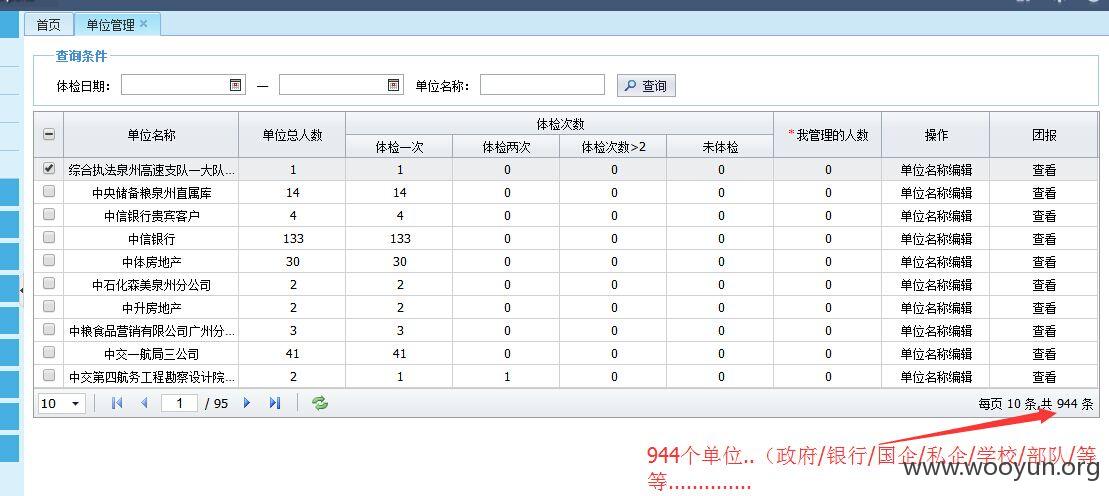 首页 单位管理 ×
查询条件
体检日期： — 单位名称： 查询
单位名称 单位总人数 体检次数 *我管理的人数 操作 团报
体检一次 体检两次 体检次数>2 未体检
综合执法泉州高速支队一大队... 1 1 0 0 0 0 单位名称编辑 查看
中央储备粮泉州直属库 14 14 0 0 0 0 单位名称编辑 查看
中信银行贵宾客户 4 4 0 0 0 0 单位名称编辑 查看
中信银行 133 133 0 0 0 0 单位名称编辑 查看
中体房地产 30 30 0 0 0 0 单位名称编辑 查看
中石化森美泉州分公司 2 2 0 0 0 0 单位名称编辑 查看
中升房地产 2 2 0 0 0 0 单位名称编辑 查看
中粮食品营销有限公司广州分... 3 3 0 0 0 0 单位名称编辑 查看
中交一航局三公司 41 41 0 0 0 0 单位名称编辑 查看
中交第四航务工程勘察设计院... 2 1 1 0 0 0 单位名称编辑 查看
10 1 / 95 每页 10 条,共 944 条
944个单位..（政府/银行/国企/私企/学校/部队/等
等..............
www.wooyun.org